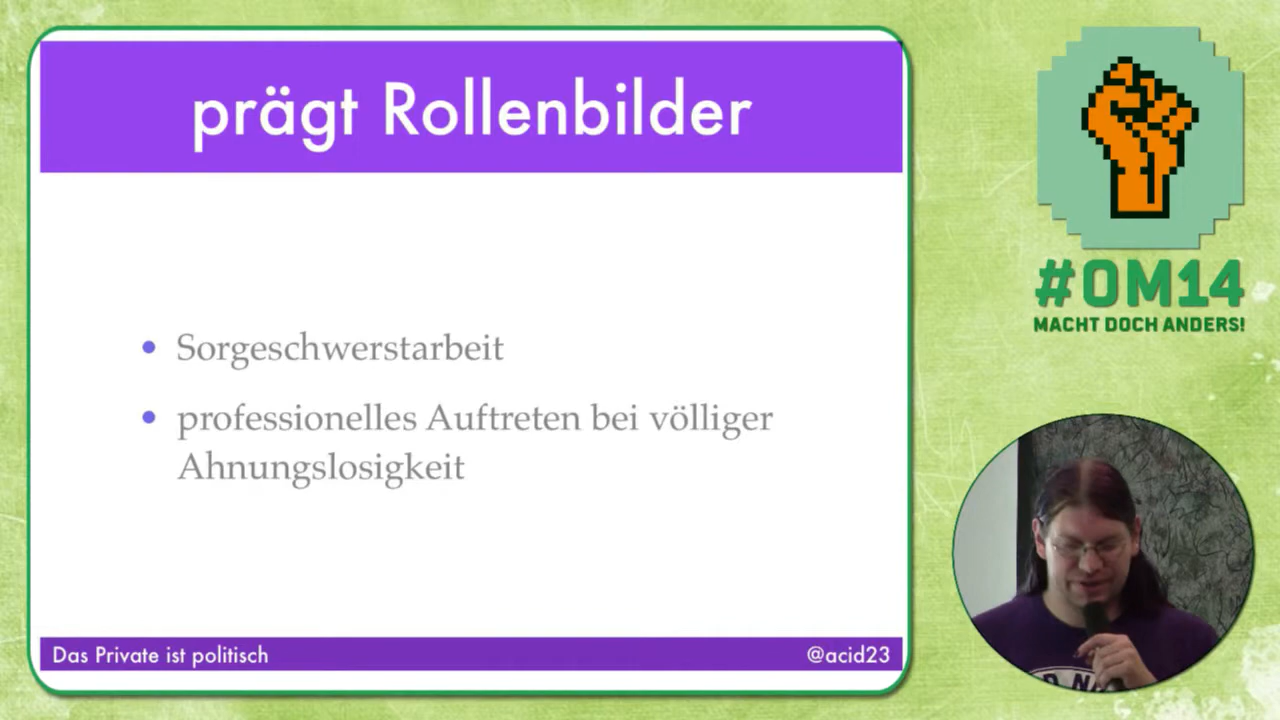 prägt Rollenbilder
• Sorgeschwerstarbeit
• professionelles Auftreten bei völliger
Ahnungslosigkeit
Das Private ist politisch
@acid23
#OM14
MACHT DOCH ANDERS!